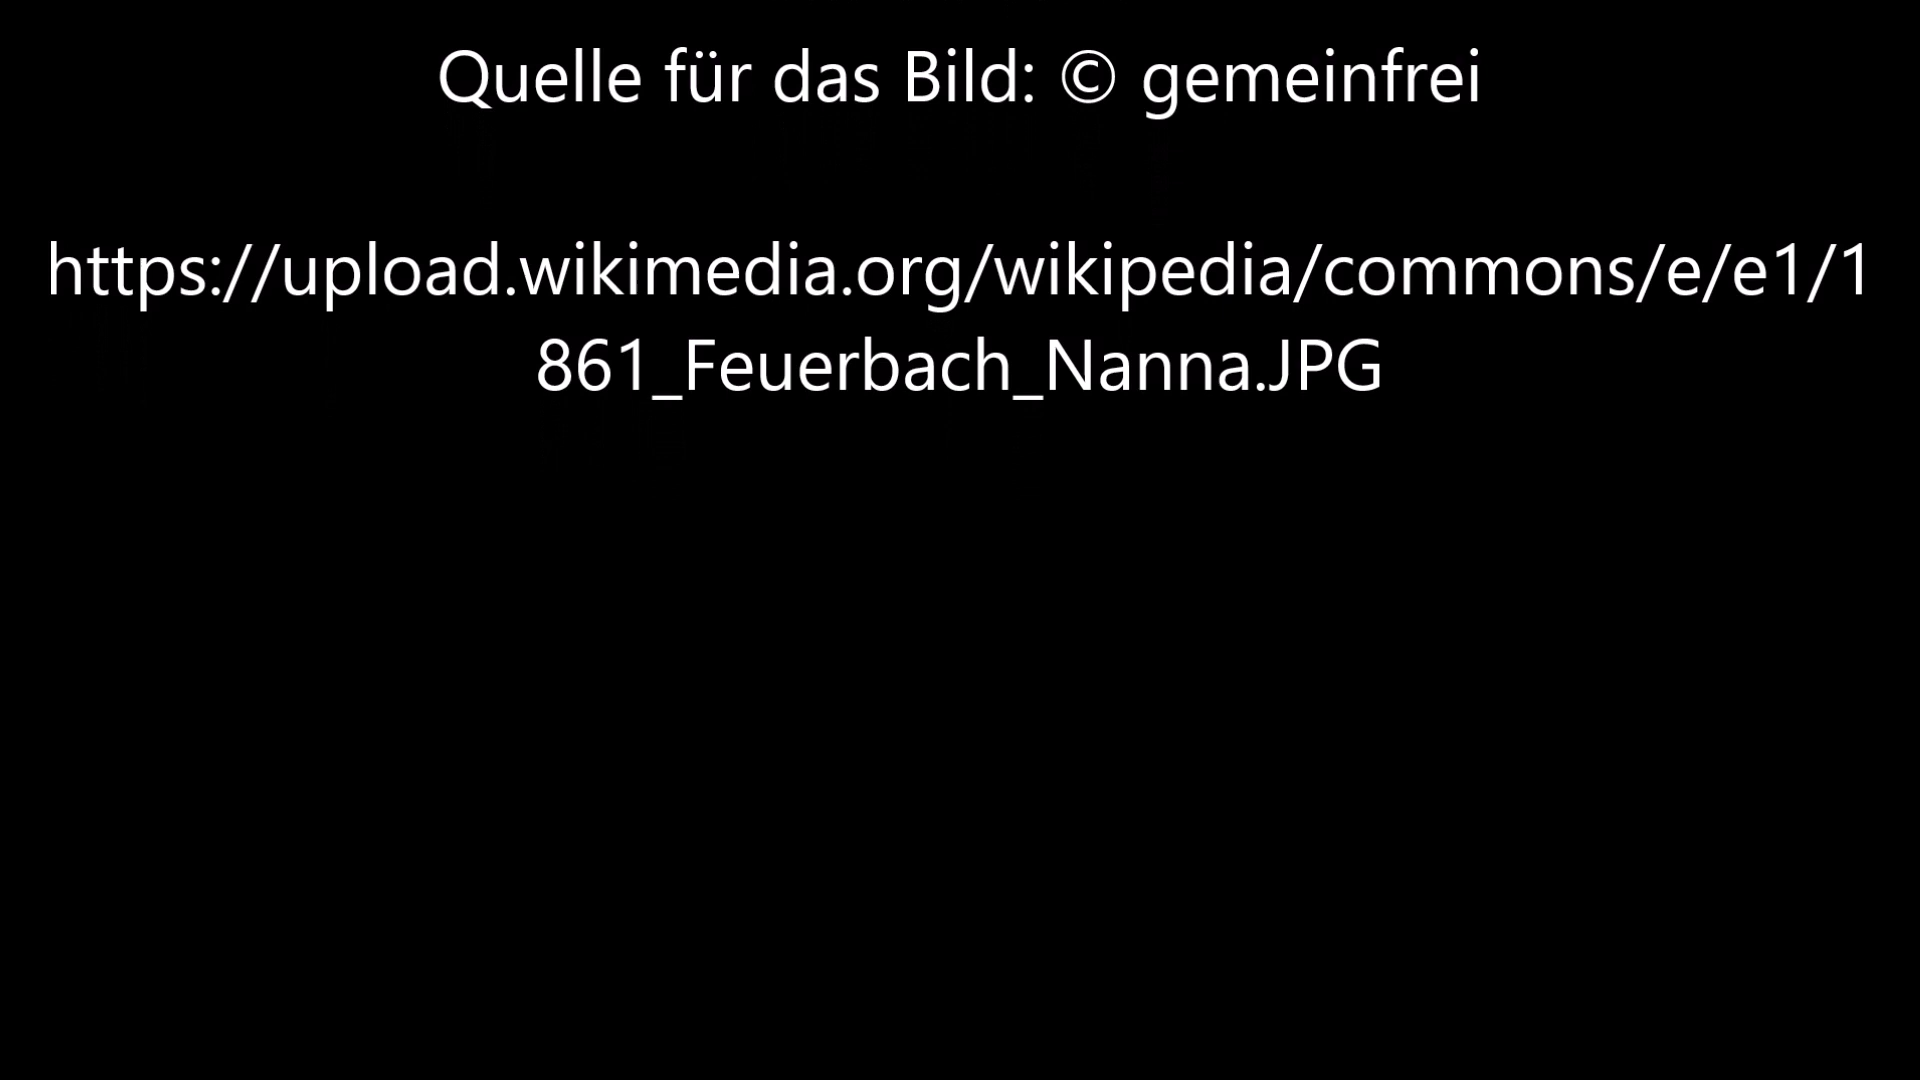 Quelle für das Bild: © gemeinfrei
https://upload.wikimedia.org/wikipedia/commons/e/e1/1
861_Feuerbach_Nanna.JPG